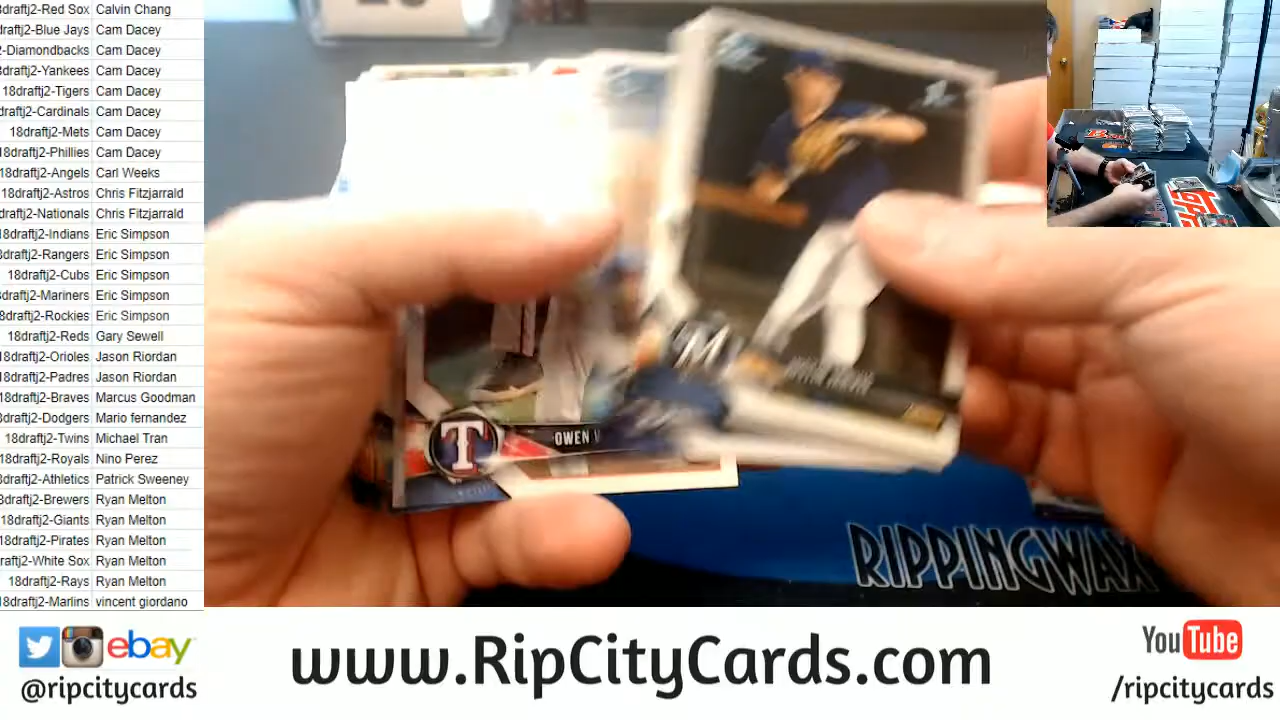 8draftj2-Red Sox Calvin Chang
draftj2-Blue Jays Cam Dacey
2-Diamondbacks Cam Dacey
draftj2-Yankees Cam Dacey
18draftj2-Tigers Cam Dacey
draftj2-Cardinals Cam Dacey
18draftj2-Mets Cam Dacey
8draftj2-Phillies Cam Dacey
18draftj2-Angels Carl Weeks
18draftj2-Astros Chris Fitzjarrald
draftj2-Nationals Chris Fitzjarrald
18draftj2-Indians Eric Simpson
draftj2-Rangers Eric Simpson
18draftj2-Cubs Eric Simpson
draftj2-Mariners Eric Simpson
8draftj2-Rockies Eric Simpson
18draftj2-Reds Gary Sewell
18draftj2-Orioles Jason Riordan
18draftj2-Padres Jason Riordan
18draftj2-Braves Marcus Goodman
8draftj2-Dodgers Mario fernandez
18draftj2-Twins Michael Tran
18draftj2-Royals Nino Perez
8draftj2-Athletics Patrick Sweeney
8draftj2-Brewers Ryan Melton
18draftj2-Giants Ryan Melton
18draftj2-Pirates Ryan Melton
raftj2-White Sox Ryan Melton
18draftj2-Rays Ryan Melton
18draftj2-Marlins vincent giordano
T
OWEN
M
RIPPINGWAX
ebay
@ripcitycards
www.RipCityCards.com
YouTube
/ripcitycards